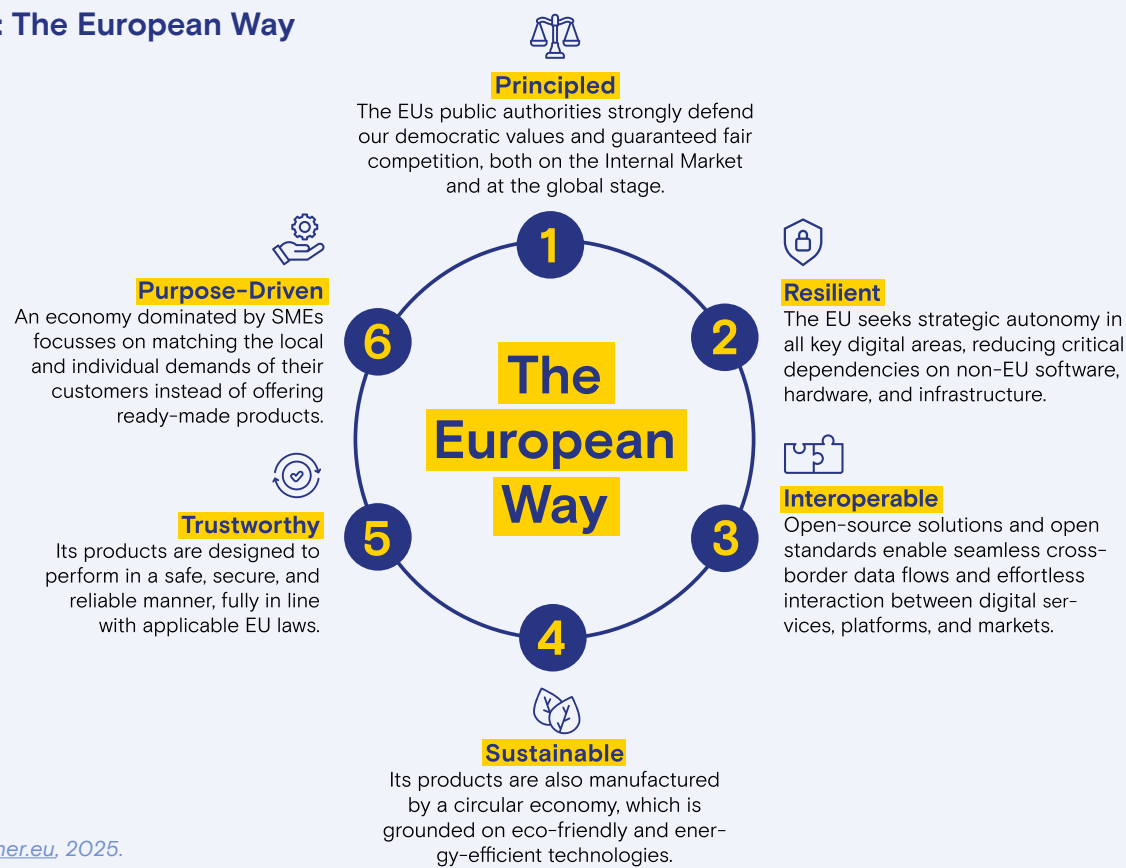 : The European Way
Principled
The EUs public authorities strongly defend
our democratic values and guaranteed fair
competition, both on the Internal Market
and at the global stage.
1
Resilient
The EU seeks strategic autonomy in
all key digital areas, reducing critical
dependencies on non-EU software,
hardware, and infrastructure.
2
Interoperable
Open-source solutions and open
standards enable seamless cross-
border data flows and effortless
interaction between digital ser-
vices, platforms, and markets.
3
Sustainable
Its products are also manufactured
by a circular economy, which is
grounded on eco-friendly and ener-
gy-efficient technologies.
4
Trustworthy
Its products are designed to
perform in a safe, secure, and
reliable manner, fully in line
with applicable EU laws.
5
Purpose-Driven
An economy dominated by SMEs
focusses on matching the local
and individual demands of their
customers instead of offering
ready-made products.
6
The
European
Way
ner.eu, 2025.